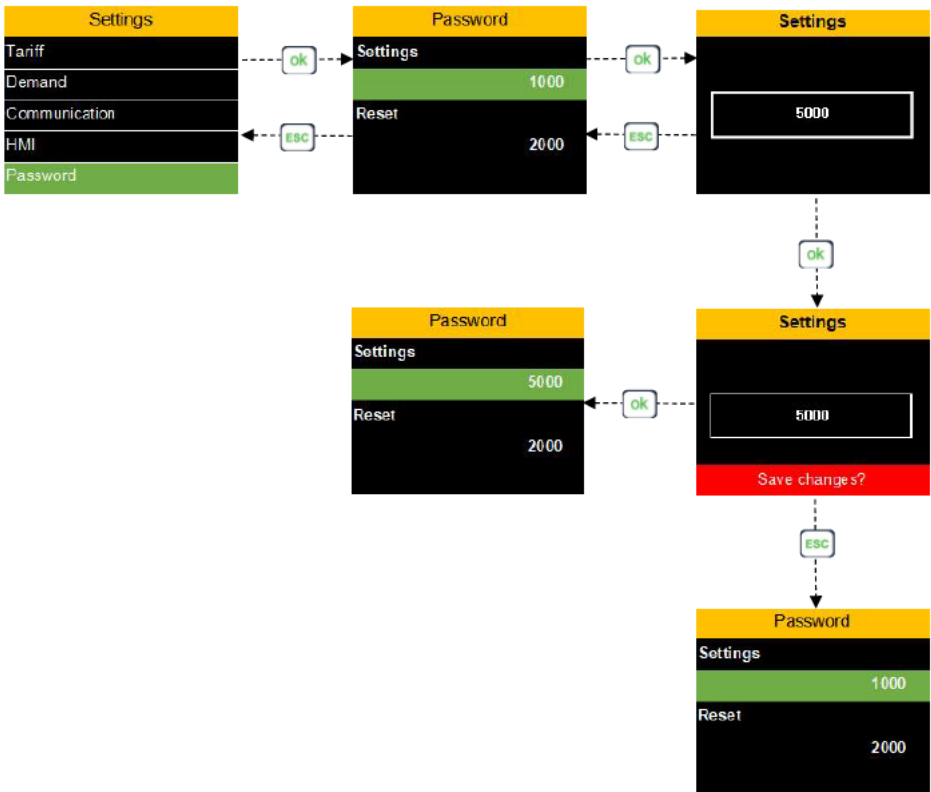 Settings
Tariff
Demand
Communication
HMI
Password
ok
ESC
Password
Settings
1000
Reset
2000
ok
ESC
Settings
5000
ok
Settings
5000
Save changes?
ok
Password
Settings
5000
Reset
2000
ESC
Password
Settings
1000
Reset
2000